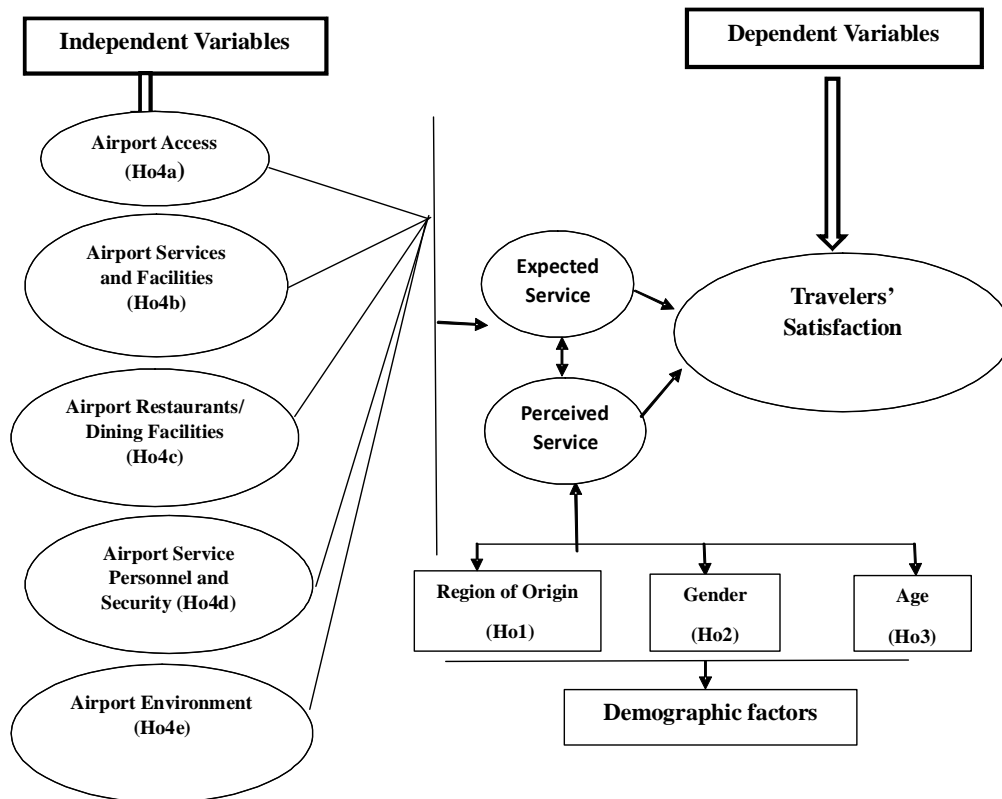 Independent Variables
Dependent Variables
Airport Access
(Ho4a)
Airport Services
and Facilities
(Ho4b)
Airport Restaurants/
Dining Facilities
(Ho4c)
Airport Service
Personnel and
Security (Ho4d)
Airport Environment
(Ho4e)
Expected
Service
Perceived
Service
Travelers’
Satisfaction
Region of Origin
(Ho1)
Gender
(Ho2)
Age
(Ho3)
Demographic factors